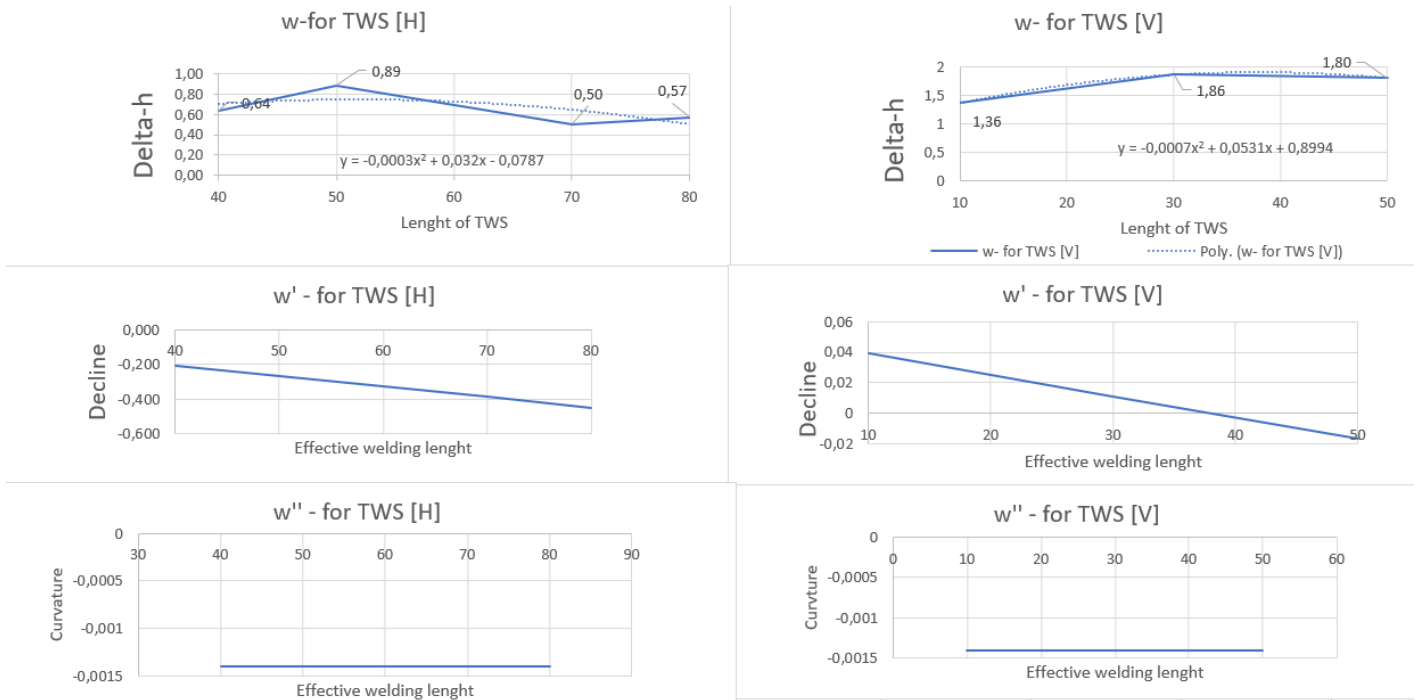 w-for TWS [H]
1,00
0,80
0,60
0,40
0,20
0,00
Delta-h
0,64
0,89
0,50
0,57
y = -0,0003x² + 0,032x - 0,0787
40 50 60 70 80
Lenght of TWS
w- for TWS [V]
2
1,5
1
0,5
0
Delta-h
1,36
1,86
1,80
y = -0,0007x² + 0,0531x + 0,8994
10 20 30 40 50
Lenght of TWS
w- for TWS [V] Poly. (w- for TWS [V])
w' - for TWS [H]
0,000
-0,200
-0,400
-0,600
Decline
40 50 60 70 80
Effective welding lenght
w' - for TWS [V]
0,06
0,04
0,02
0
-0,02
Decline
10 20 30 40 50
Effective welding lenght
w'' - for TWS [H]
0
-0,0005
-0,001
-0,0015
Curvature
30 40 50 60 70 80 90
Effective welding lenght
w'' - for TWS [V]
0
-0,0005
-0,001
-0,0015
Curvture
0 10 20 30 40 50 60
Effective welding lenght